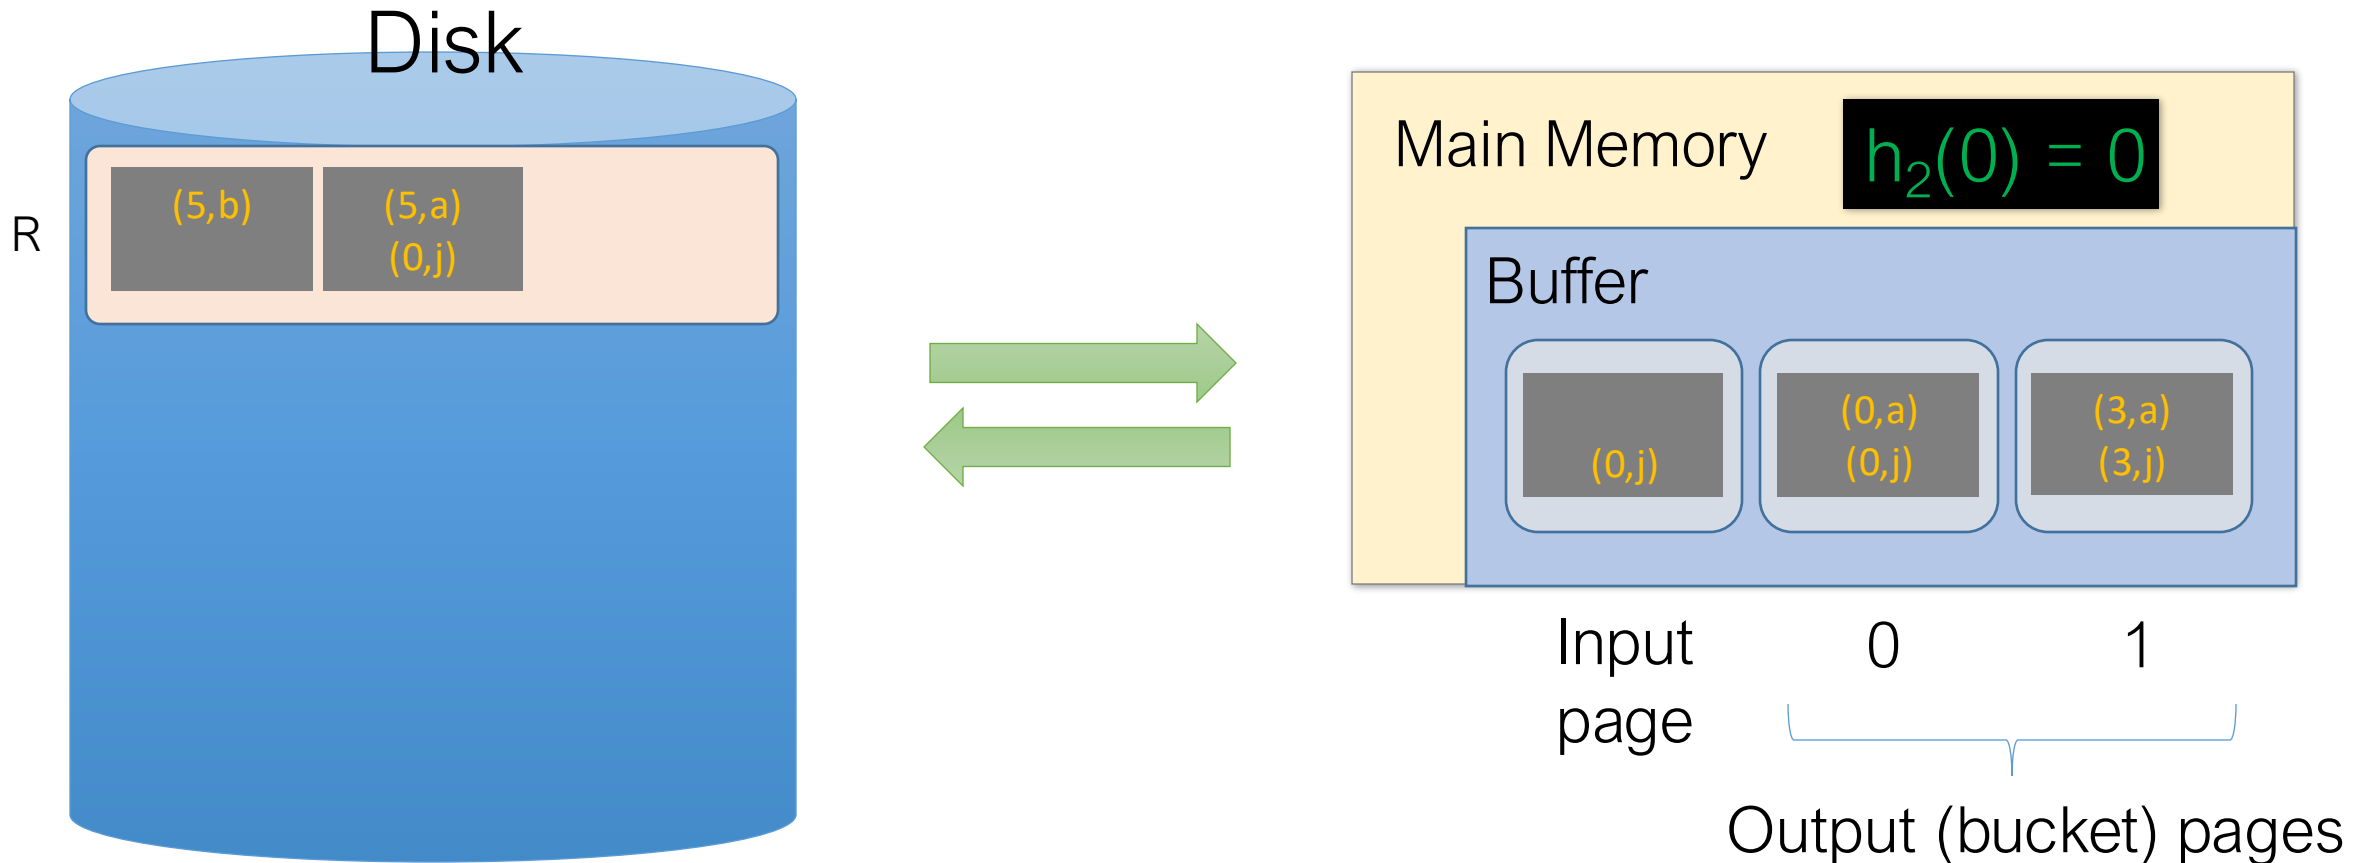 Disk
R
(5,b)
(5,a)
(0,j)
Main Memory
h₂(0) = 0
Buffer
(0,j)
(0,a)
(0,j)
(3,a)
(3,j)
Input
page
0
1
Output (bucket) pages